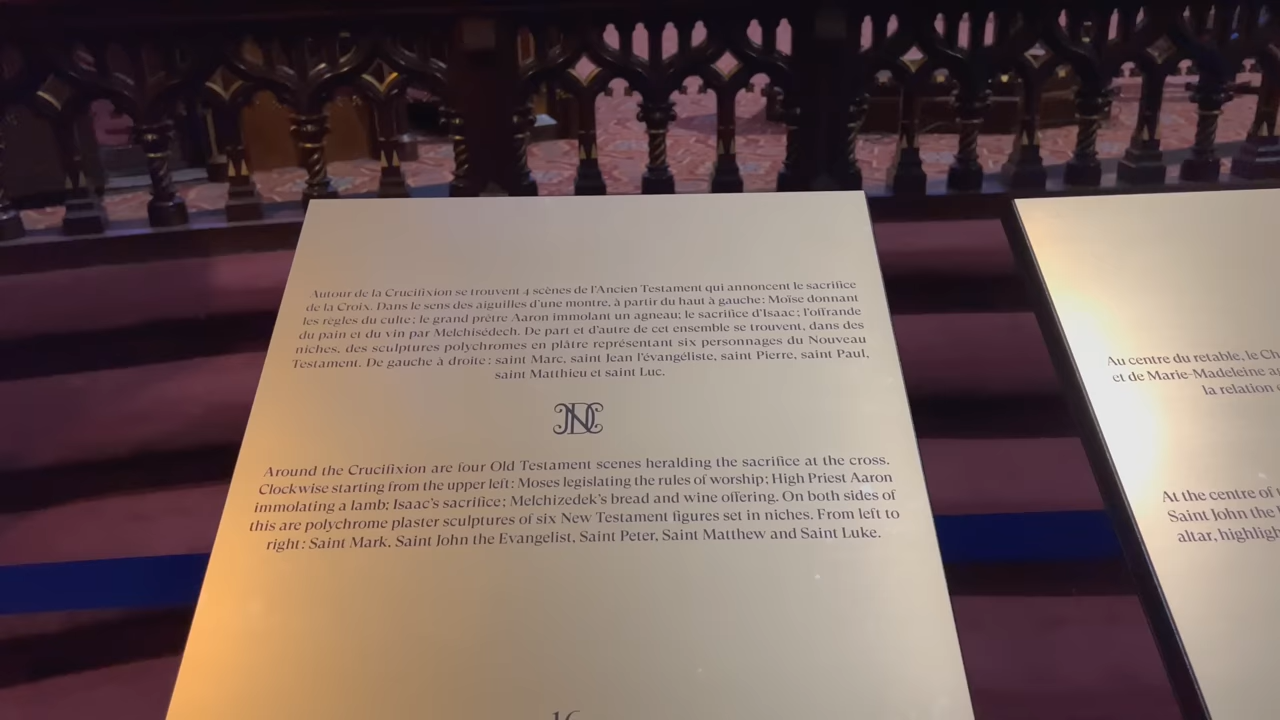 Autour de la Crucifixion se trouvent 4 scènes de l'Ancien Testament qui annoncent le sacrifice
de la Croix. Dans le sens des aiguilles d'une montre, à partir du haut à gauche : Moïse donnant
les règles du culte ; le grand prêtre Aaron immolant un agneau; le sacrifice d'Isaac ; l'offrande
du pain et du vin par Melchisédech. De part et d'autre de cet ensemble se trouvent, dans des
niches, des sculptures polychromes en plâtre représentant six personnages du Nouveau
Testament. De gauche à droite : saint Marc, saint Jean l'évangéliste, saint Pierre, saint Paul,
saint Matthieu et saint Luc.
Around the Crucifixion are four Old Testament scenes heralding the sacrifice at the cross.
Clockwise starting from the upper left: Moses legislating the rules of worship; High Priest Aaron
immolating a lamb; Isaac's sacrifice; Melchizedek's bread and wine offering. On both sides of
this are polychrome plaster sculptures of six New Testament figures set in niches. From left to
right : Saint Mark, Saint John the Evangelist, Saint Peter, Saint Matthew and Saint Luke.
Au centre du retable, le
et de Marie-Madeleine
la relation
At the centre of
Saint John the
altar,